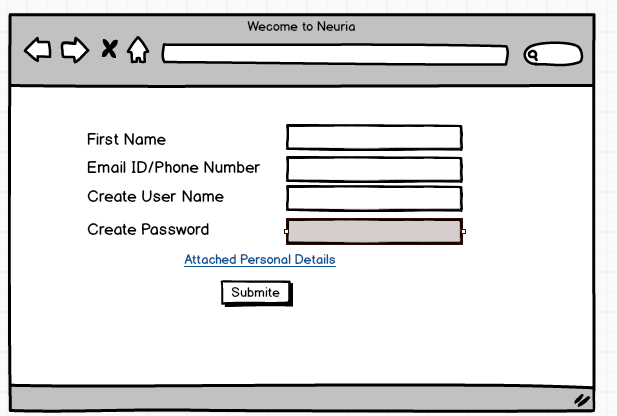 Wecome to Neuria
First Name
Email ID/Phone Number
Create User Name
Create Password
Attached Personal Details
Submite